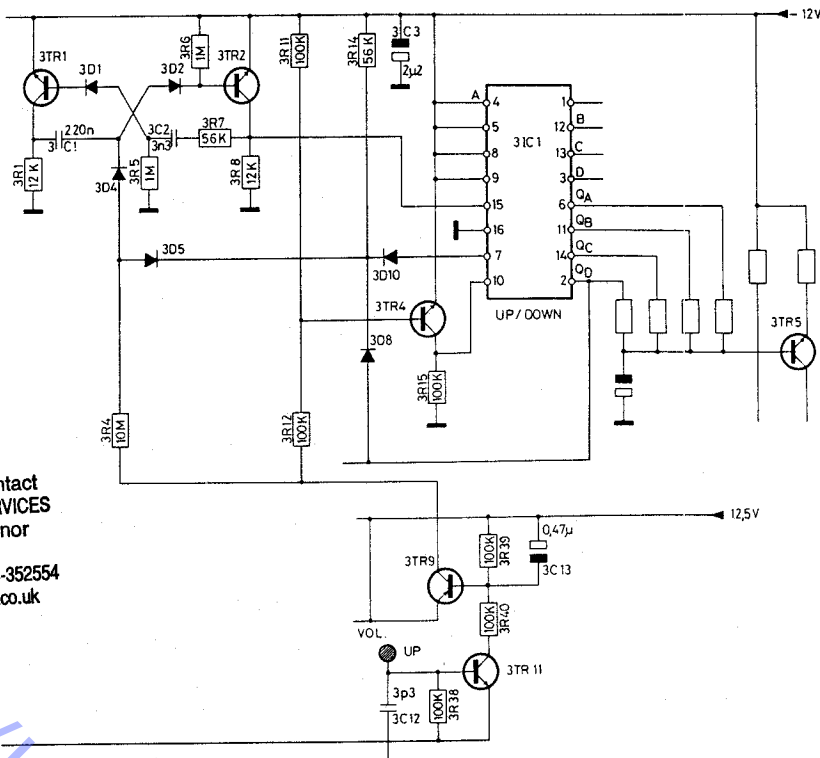 - 12V
3TR1
3D1
3D2
3R6
1M
3TR2
3R11
100K
3R14
56K
3C3
2µ2
220n
3C1
3C2
3n3
3R7
56K
3R1
12K
3R5
1M
3R8
12K
3D4
3D5
3D10
3D8
3TR4
3R15
100K
3R4
10M
3R12
100K
A 4
5
8
9
15
16
7
10
3IC1
1
B
12
C
13
D
3
QA
6
QB
11
QC
14
QD
2
UP/DOWN
3TR5
ntact
RVICES
nor
-352554
co.uk
12,5V
3TR9
100K
3R39
0,47µ
3C13
100K
3R40
VOL.
UP
3TR11
3p3
3C12
100K
3R38